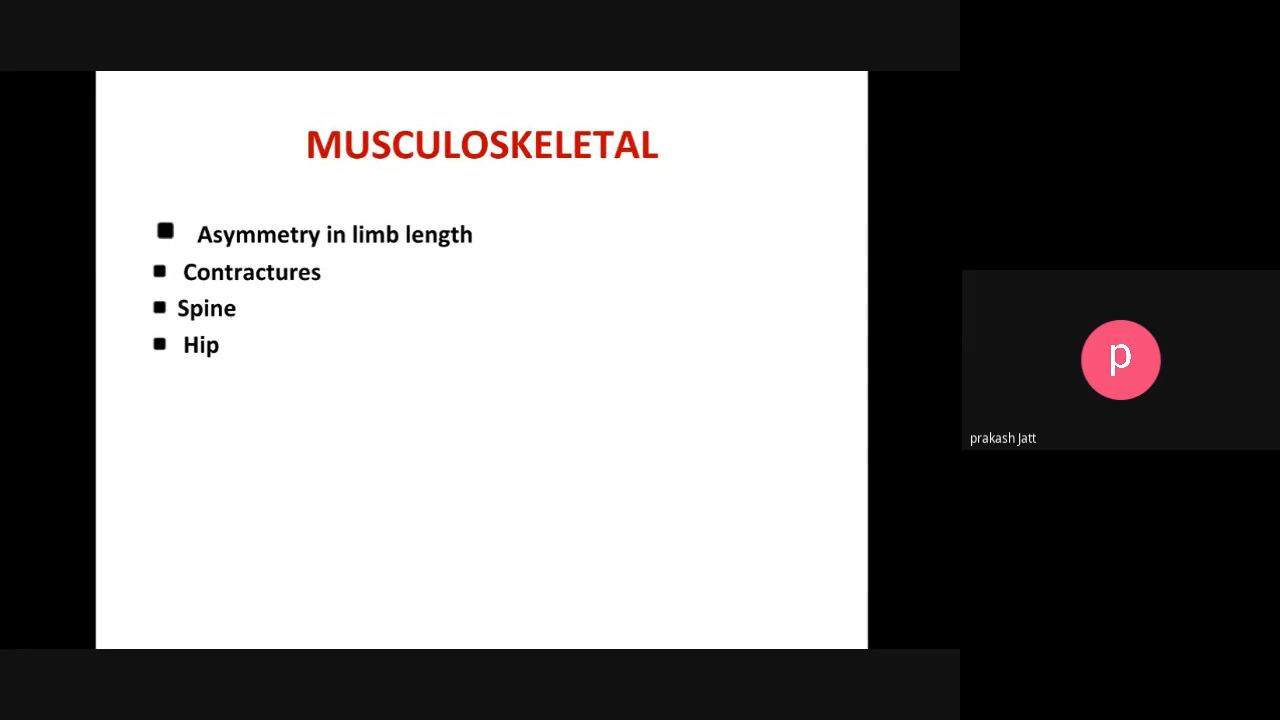 MUSCULOSKELETAL
Asymmetry in limb length
Contractures
Spine
Hip
p
prakash Jatt